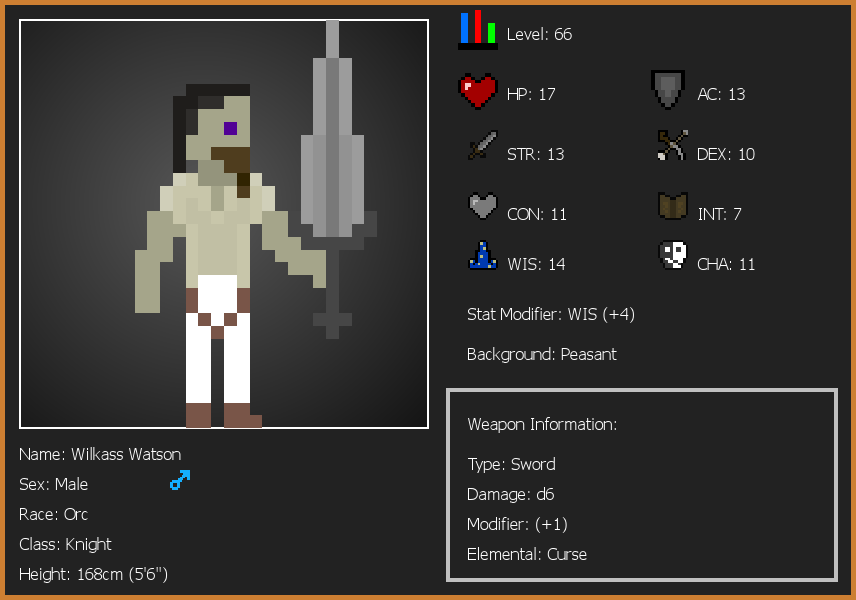 Level: 66
HP: 17
AC: 13
STR: 13
DEX: 10
CON: 11
INT: 7
WIS: 14
CHA: 11
Stat Modifier: WIS (+4)
Background: Peasant
Weapon Information:
Type: Sword
Damage: d6
Modifier: (+1)
Elemental: Curse
Name: Wilkass Watson
Sex: Male
Race: Orc
Class: Knight
Height: 168cm (5'6")